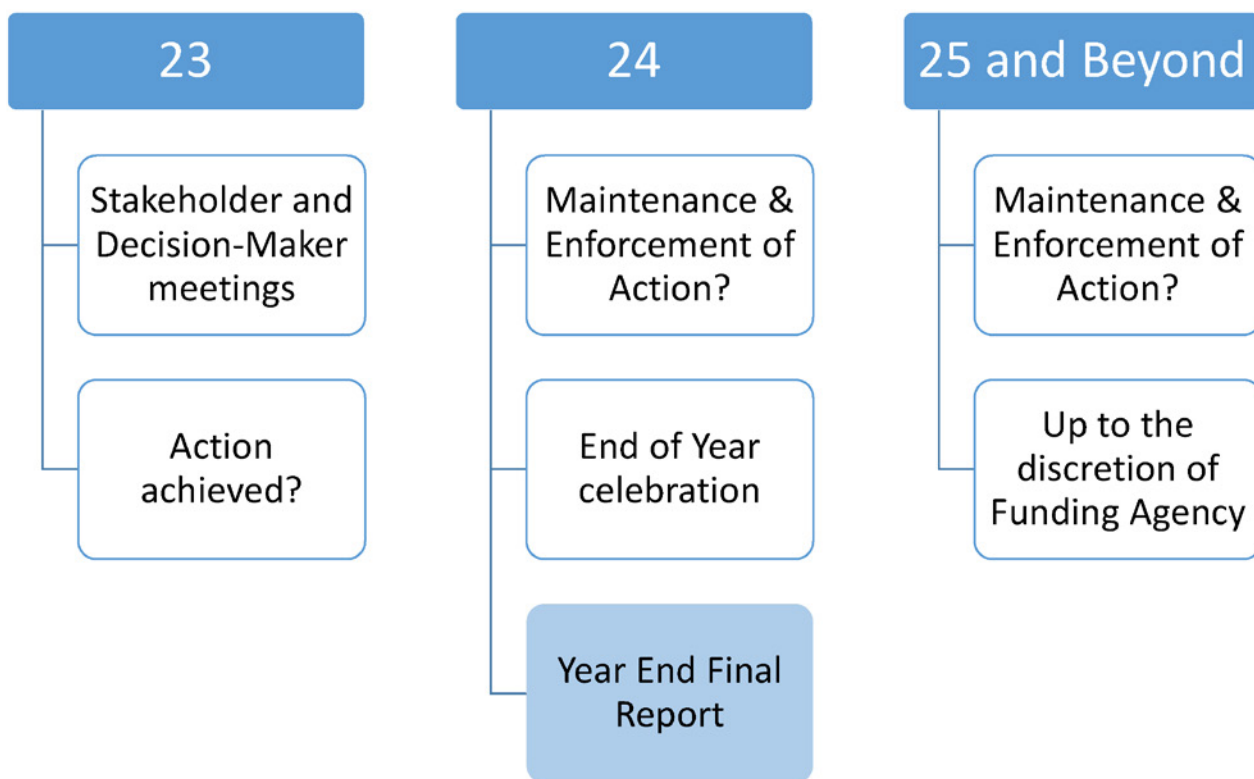 23
Stakeholder and
Decision-Maker
meetings
Action
achieved?
24
Maintenance &
Enforcement of
Action?
End of Year
celebration
Year End Final
Report
25 and Beyond
Maintenance &
Enforcement of
Action?
Up to the
discretion of
Funding Agency